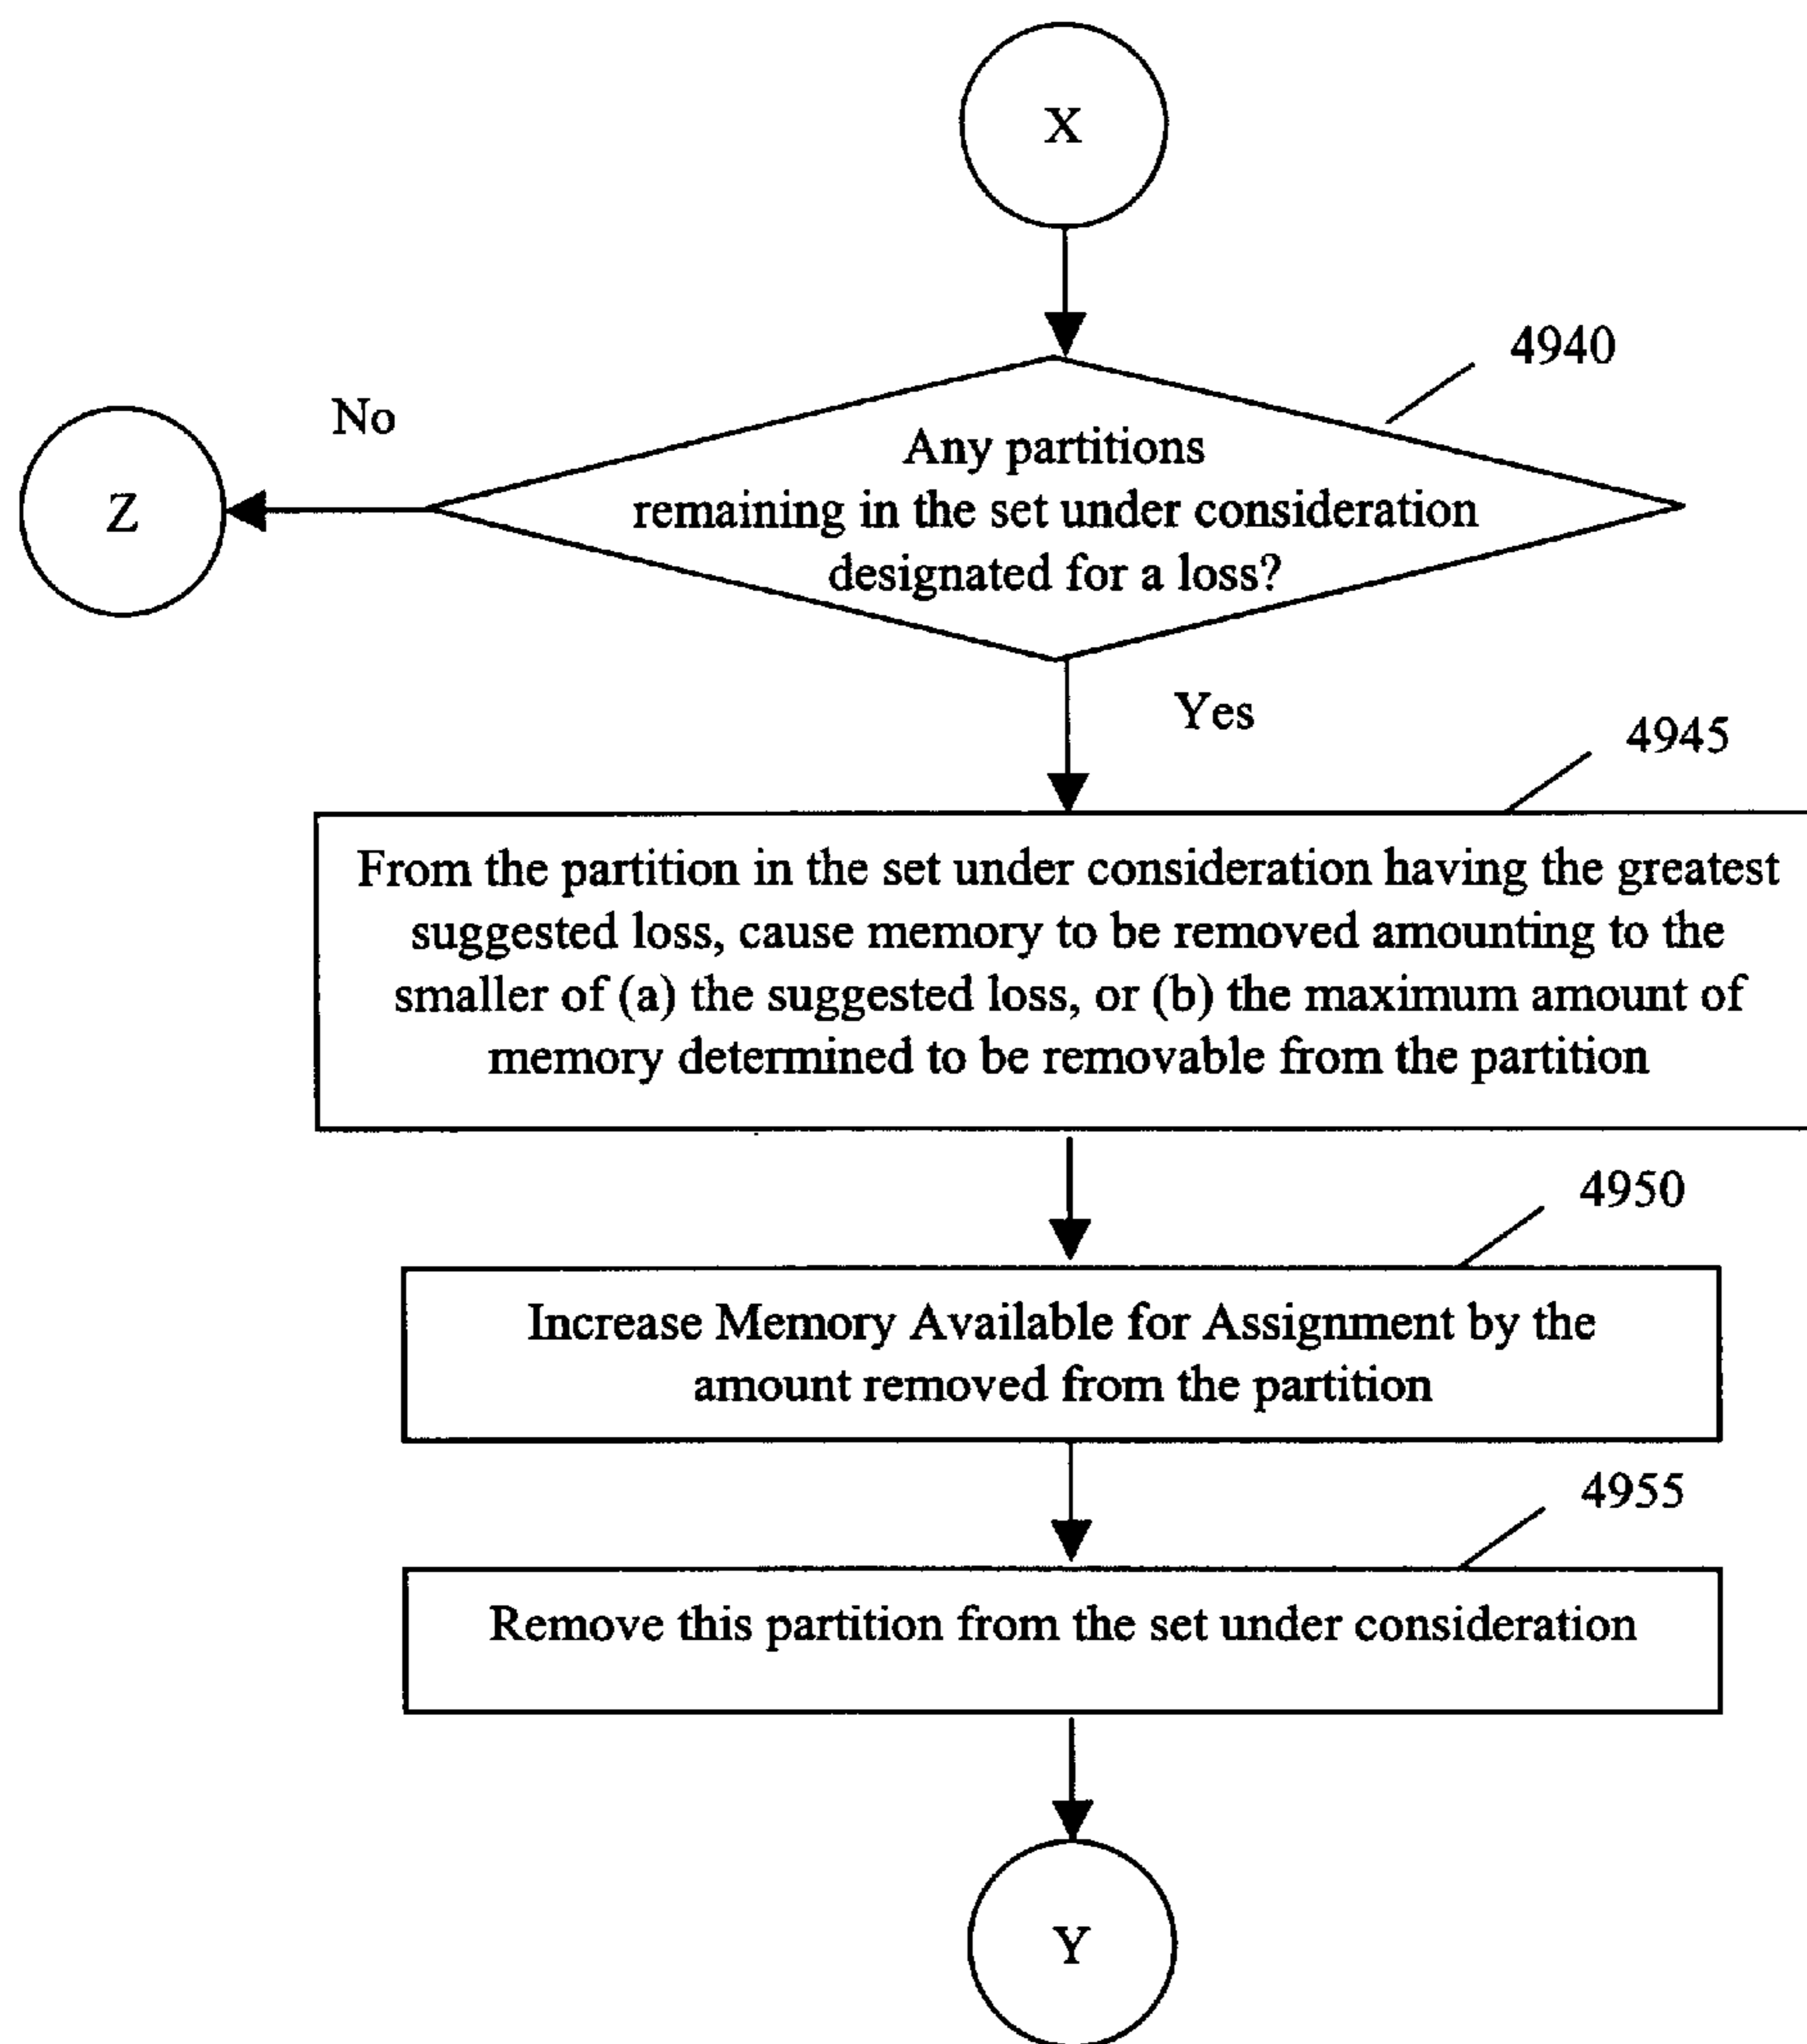 X
4940
No
Any partitions
remaining in the set under consideration
designated for a loss?
Z
Yes
4945
From the partition in the set under consideration having the greatest
suggested loss, cause memory to be removed amounting to the
smaller of (a) the suggested loss, or (b) the maximum amount of
memory determined to be removable from the partition
4950
Increase Memory Available for Assignment by the
amount removed from the partition
4955
Remove this partition from the set under consideration
Y